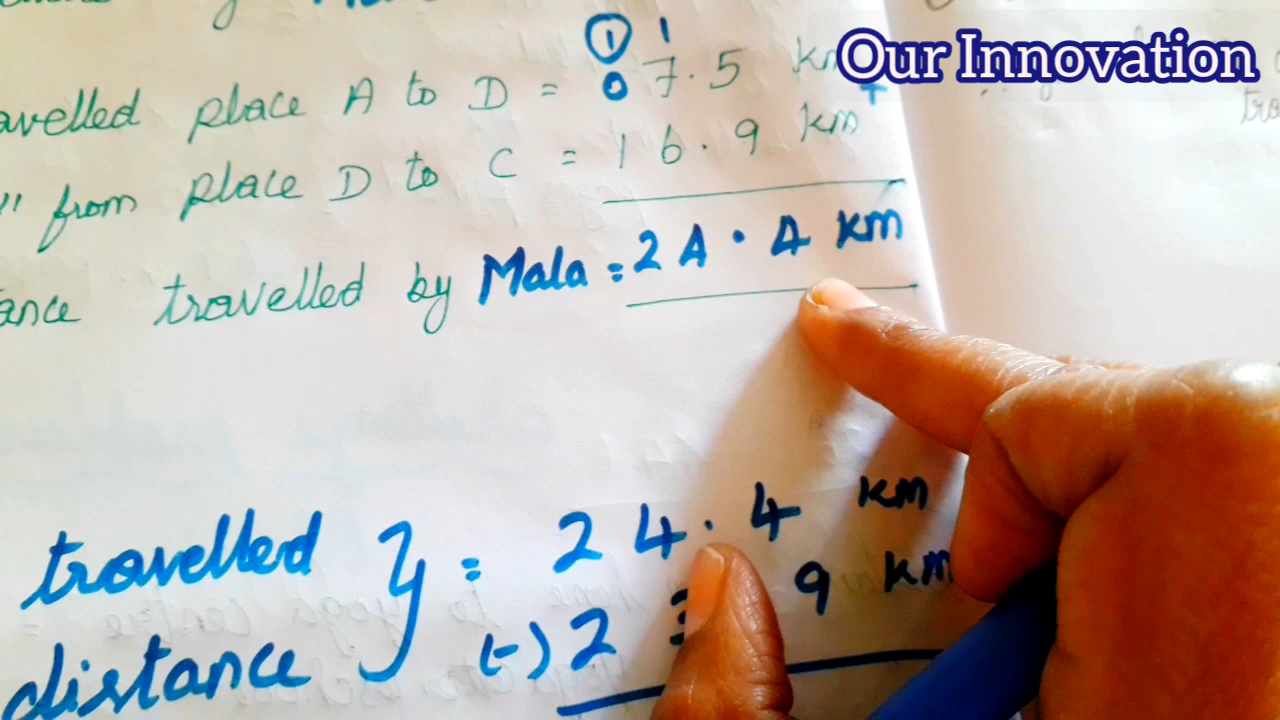 Our Innovation
1 1
avelled place A to D = 07.5 km
+
" from place D to C = 16.9 km
ance travelled by Mala = 24.4 km
travelled } = 24.4 km
distance (-) 2 9 km